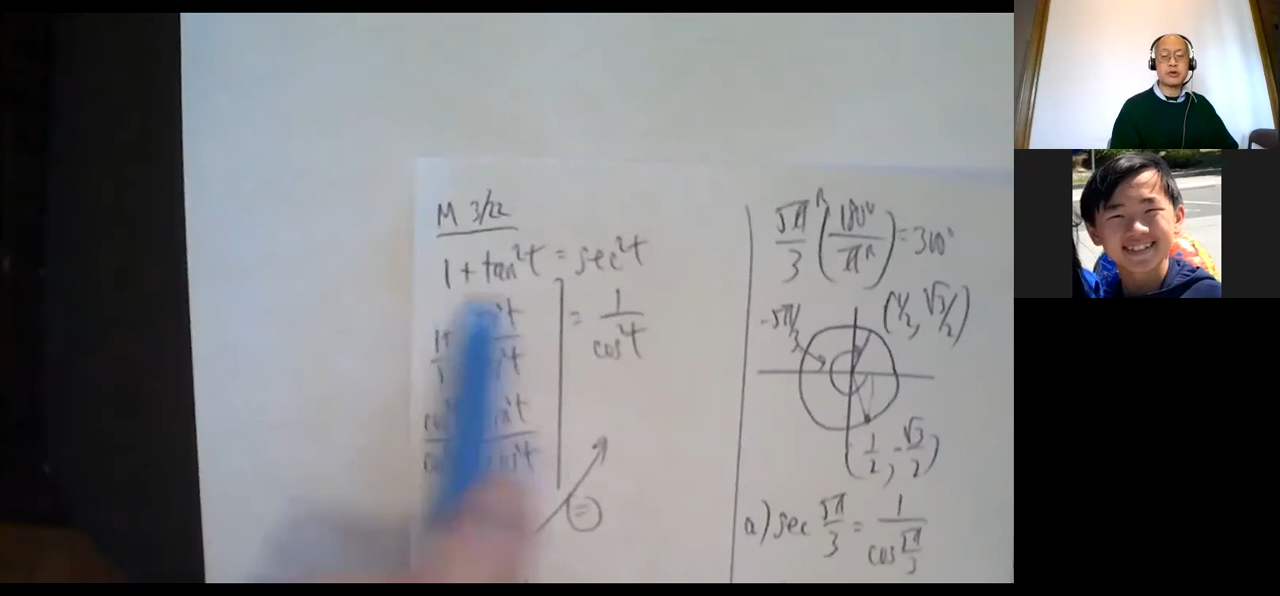 M 3/22
1 + tan²t = sec²t
= 1/cos²t
5π/3 (180°/πᴿ) = 300°
-5π/3
(1/2, √3/2)
(1/2, -√3/2)
a) sec 5π/3 = 1/cos 5π/3